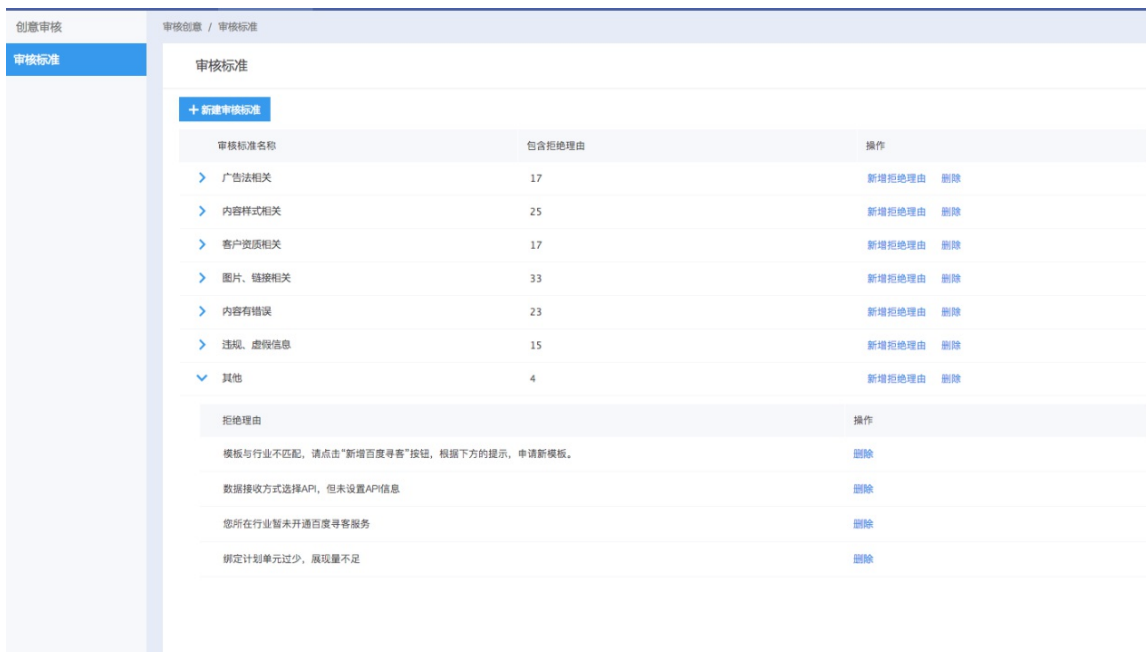 创意审核
审核创意 / 审核标准
审核标准
审核标准
+ 新建审核标准
审核标准名称 包含拒绝理由 操作
广告法相关 17 新增拒绝理由 删除
内容样式相关 25 新增拒绝理由 删除
客户资质相关 17 新增拒绝理由 删除
图片、链接相关 33 新增拒绝理由 删除
内容有错误 23 新增拒绝理由 删除
违规、虚假信息 15 新增拒绝理由 删除
其他 4 新增拒绝理由 删除
拒绝理由 操作
模板与行业不匹配，请点击“新增百度寻客”按钮，根据下方的提示，申请新模板。 删除
数据接收方式选择API，但未设置API信息 删除
您所在行业暂未开通百度寻客服务 删除
绑定计划单元过少，展现量不足 删除